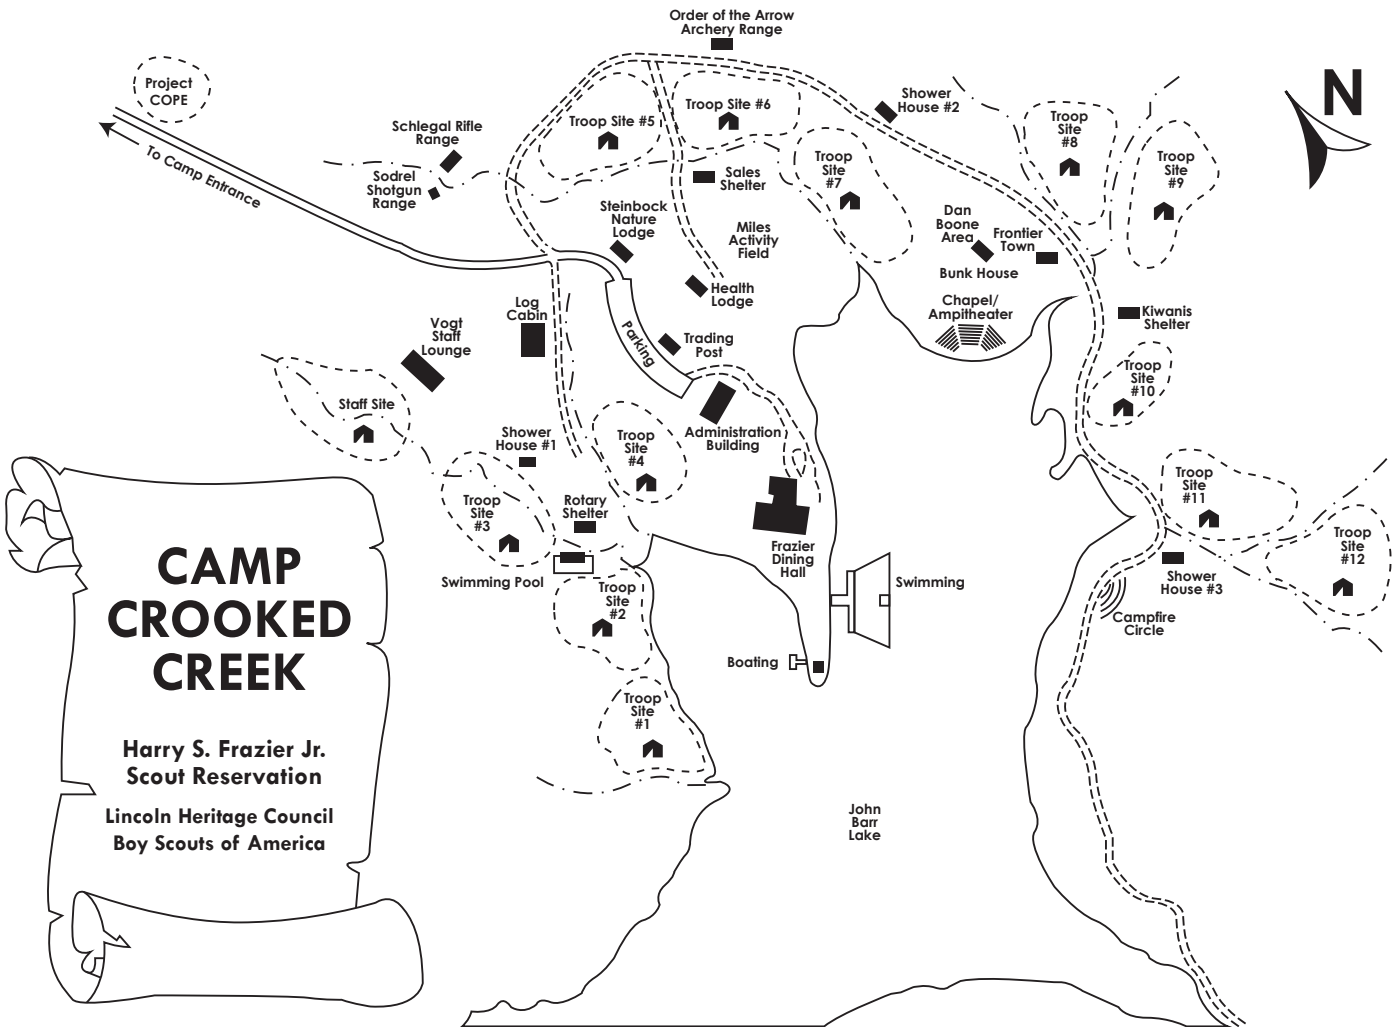 Order of the Arrow
Archery Range
Project
COPE
N
Shower
House #2
Troop Site #6
Troop Site #5
Schlegal Rifle
Range
Troop
Site
#8
To Camp Entrance
Sodrel
Shotgun
Range
Sales
Shelter
Troop
Site
#7
Troop
Site
#9
Steinbock
Nature
Lodge
Miles
Activity
Field
Dan
Boone
Area
Frontier
Town
Bunk House
Health
Lodge
Log
Cabin
Chapel/
Ampitheater
Kiwanis
Shelter
Vogt
Staff
Lounge
Parking
Trading
Post
Troop
Site
#10
Staff Site
Shower
House #1
Troop
Site
#4
Administration
Building
Troop
Site
#3
Rotary
Shelter
Troop
Site
#11
Frazier
Dining
Hall
Troop
Site
#12
Swimming Pool
Swimming
Shower
House #3
Troop
Site
#2
Campfire
Circle
Boating
Troop
Site
#1
John
Barr
Lake
CAMP
CROOKED
CREEK
Harry S. Frazier Jr.
Scout Reservation
Lincoln Heritage Council
Boy Scouts of America